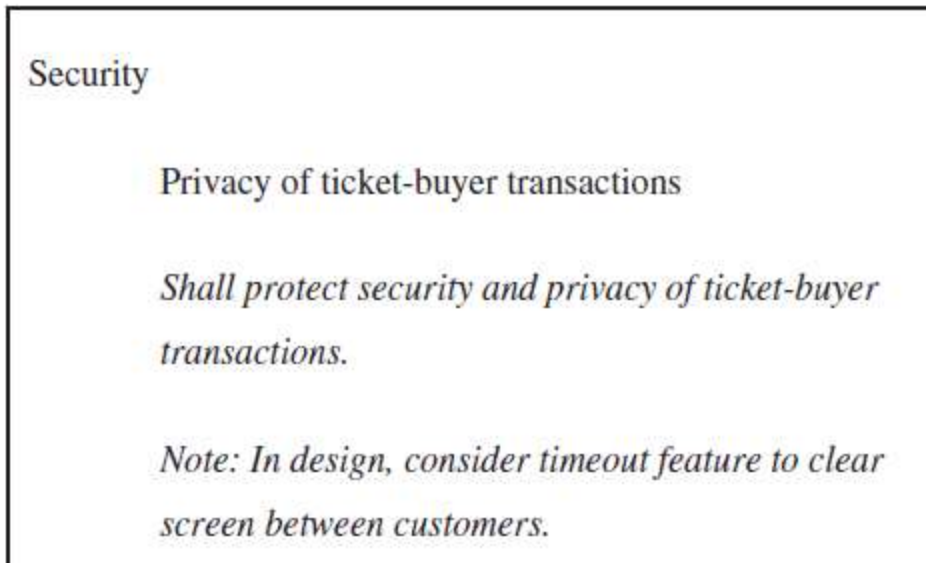 Security
Privacy of ticket-buyer transactions
Shall protect security and privacy of ticket-buyer
transactions.
Note: In design, consider timeout feature to clear
screen between customers.